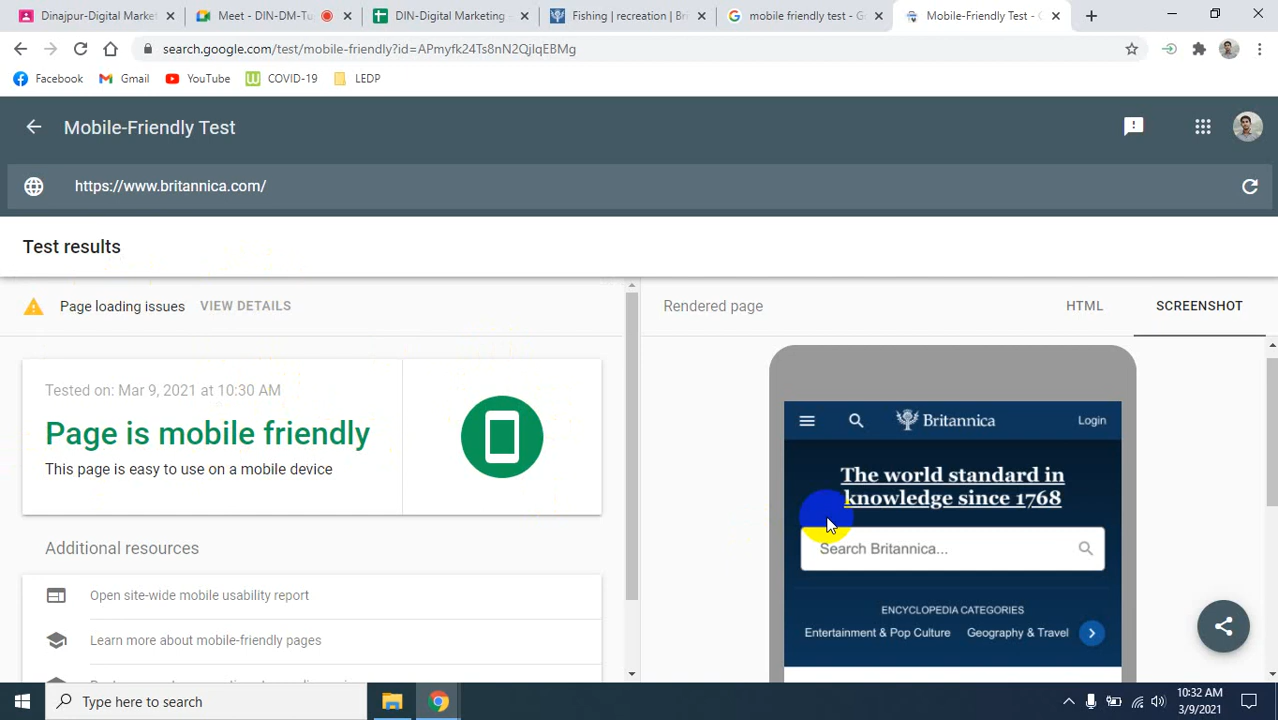 Dinajpur-Digital Market
Meet - DIN-DM-Tu
DIN-Digital Marketing -
Fishing | recreation | Br
mobile friendly test - G
Mobile-Friendly Test -
search.google.com/test/mobile-friendly?id=APmyfk24Ts8nN2QjlqEBMg
Facebook
Gmail
YouTube
COVID-19
LEDP
Mobile-Friendly Test
https://www.britannica.com/
Test results
Page loading issues
VIEW DETAILS
Rendered page
HTML
SCREENSHOT
Tested on: Mar 9, 2021 at 10:30 AM
Page is mobile friendly
This page is easy to use on a mobile device
Additional resources
Open site-wide mobile usability report
Learn more about mobile-friendly pages
Britannica
Login
The world standard in
knowledge since 1768
Search Britannica...
ENCYCLOPEDIA CATEGORIES
Entertainment & Pop Culture
Geography & Travel
Type here to search
10:32 AM
3/9/2021